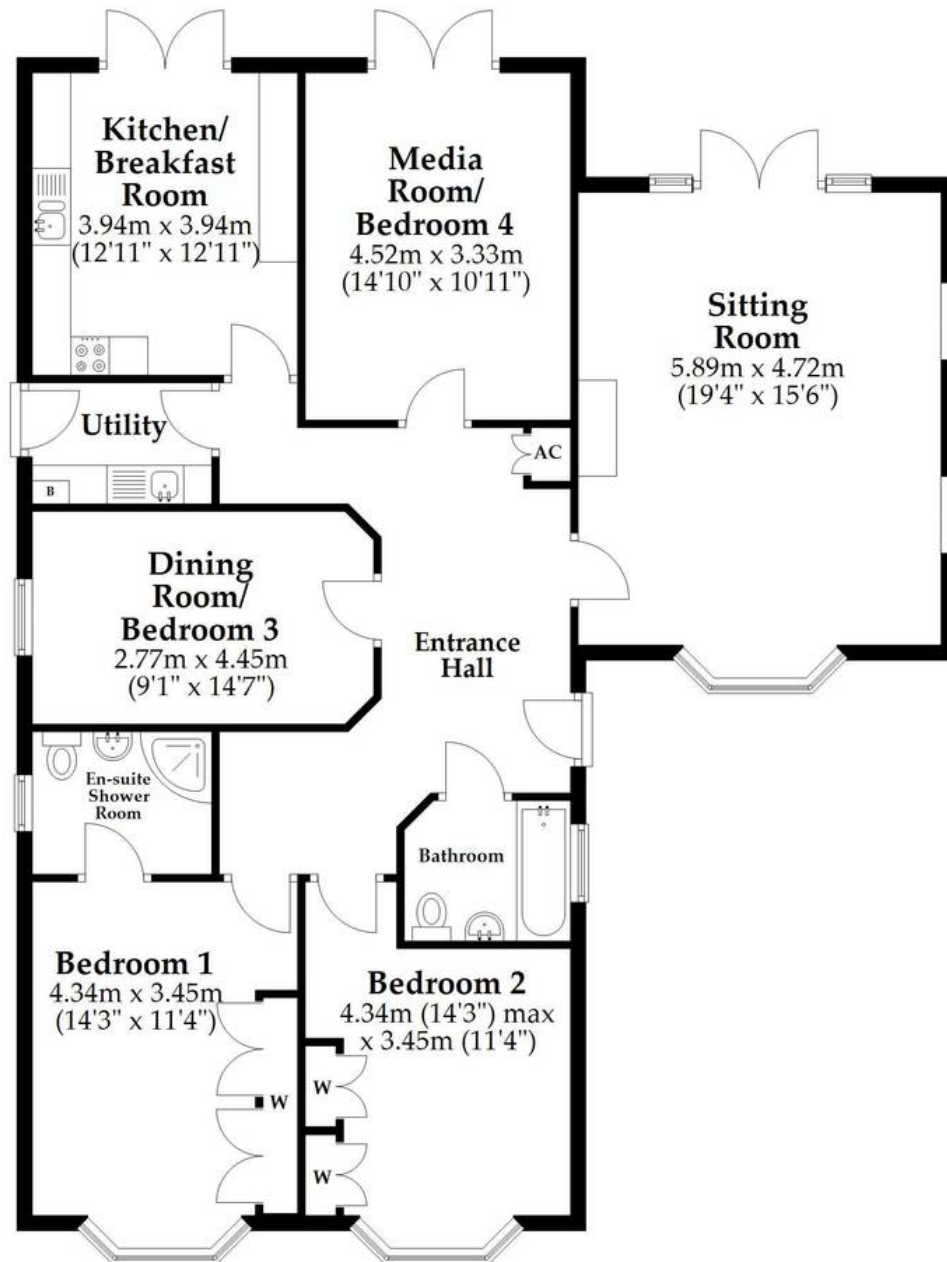 Kitchen/
Breakfast
Room
3.94m x 3.94m
(12'11" x 12'11")
Media
Room/
Bedroom 4
4.52m x 3.33m
(14'10" x 10'11")
Sitting
Room
5.89m x 4.72m
(19'4" x 15'6")
Utility
B
AC
Dining
Room/
Bedroom 3
2.77m x 4.45m
(9'1" x 14'7")
Entrance
Hall
En-suite
Shower
Room
Bathroom
Bedroom 1
4.34m x 3.45m
(14'3" x 11'4")
W
Bedroom 2
4.34m (14'3") max
x 3.45m (11'4")
W
W